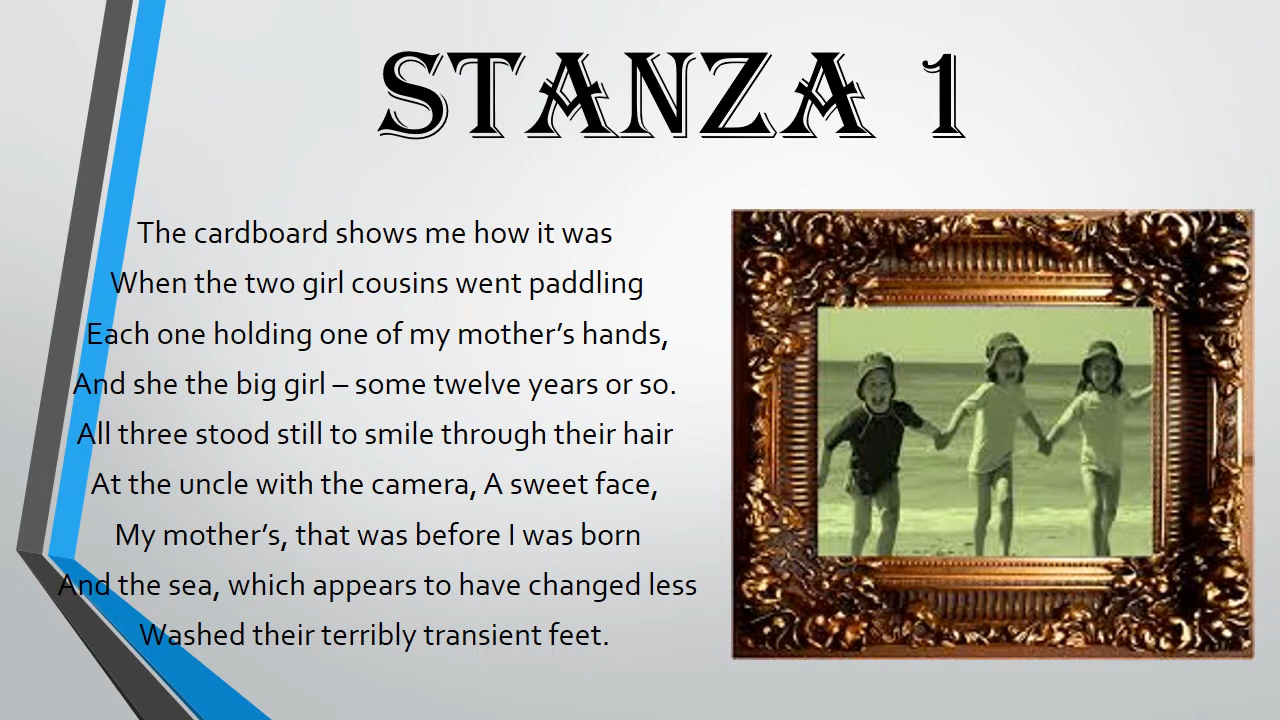 STANZA 1
The cardboard shows me how it was
When the two girl cousins went paddling
Each one holding one of my mother’s hands,
And she the big girl – some twelve years or so.
All three stood still to smile through their hair
At the uncle with the camera, A sweet face,
My mother’s, that was before I was born
And the sea, which appears to have changed less
Washed their terribly transient feet.